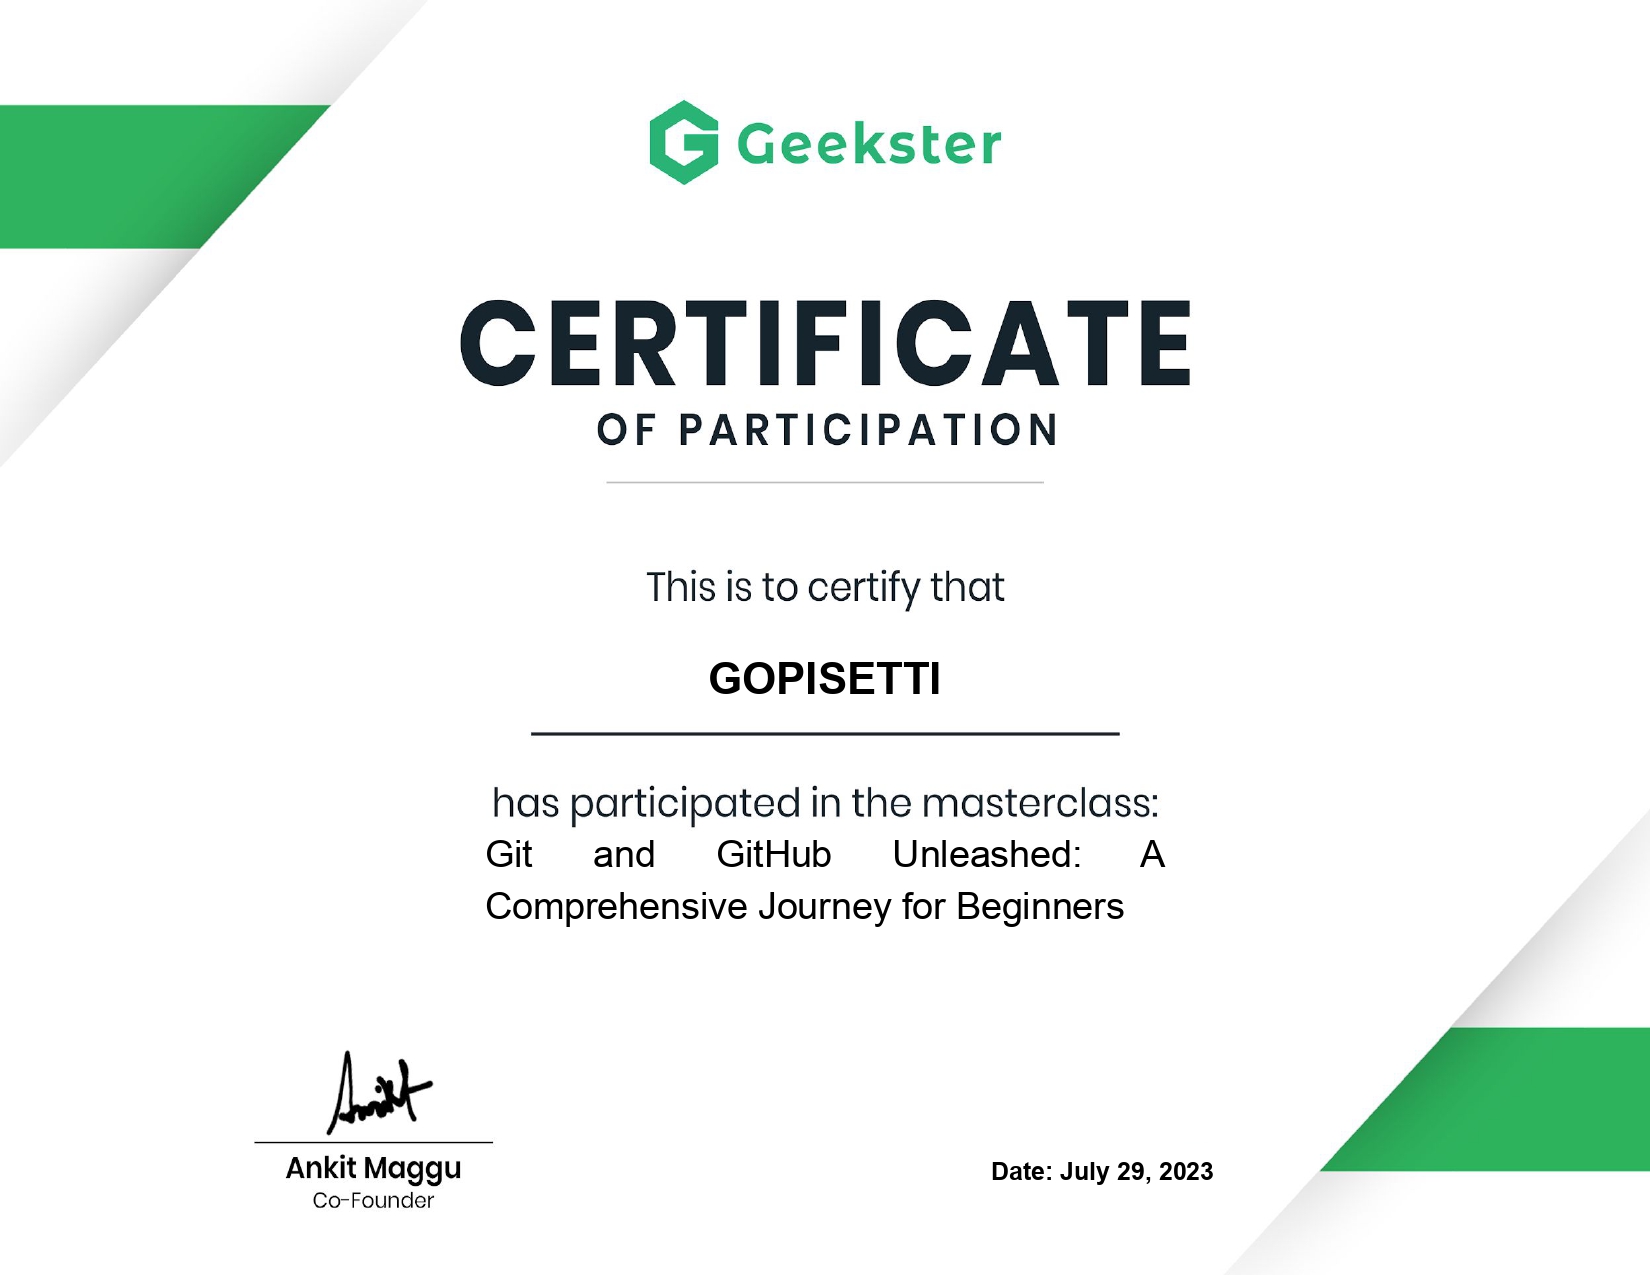 Geekster
CERTIFICATE
OF PARTICIPATION
This is to certify that
GOPISETTI
has participated in the masterclass:
Git and GitHub Unleashed: A
Comprehensive Journey for Beginners
Ankit
Ankit Maggu
Co-Founder
Date: July 29, 2023